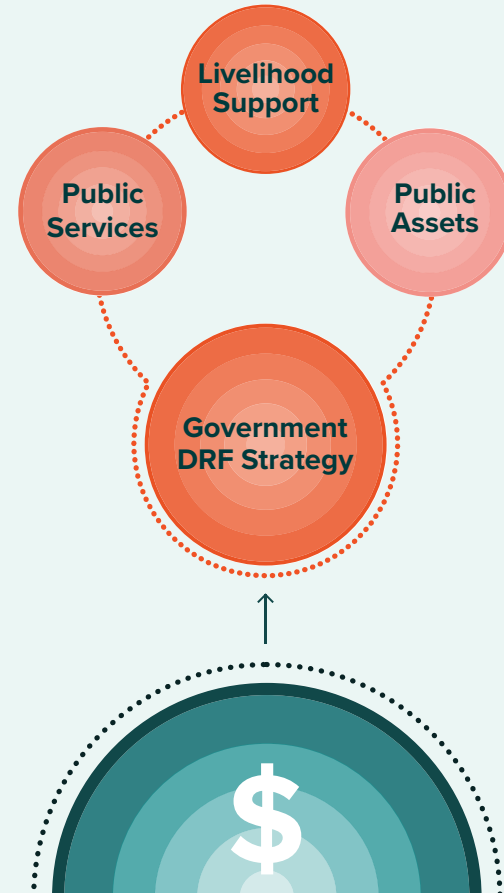 Livelihood
Support
Public
Services
Public
Assets
Government
DRF Strategy
$